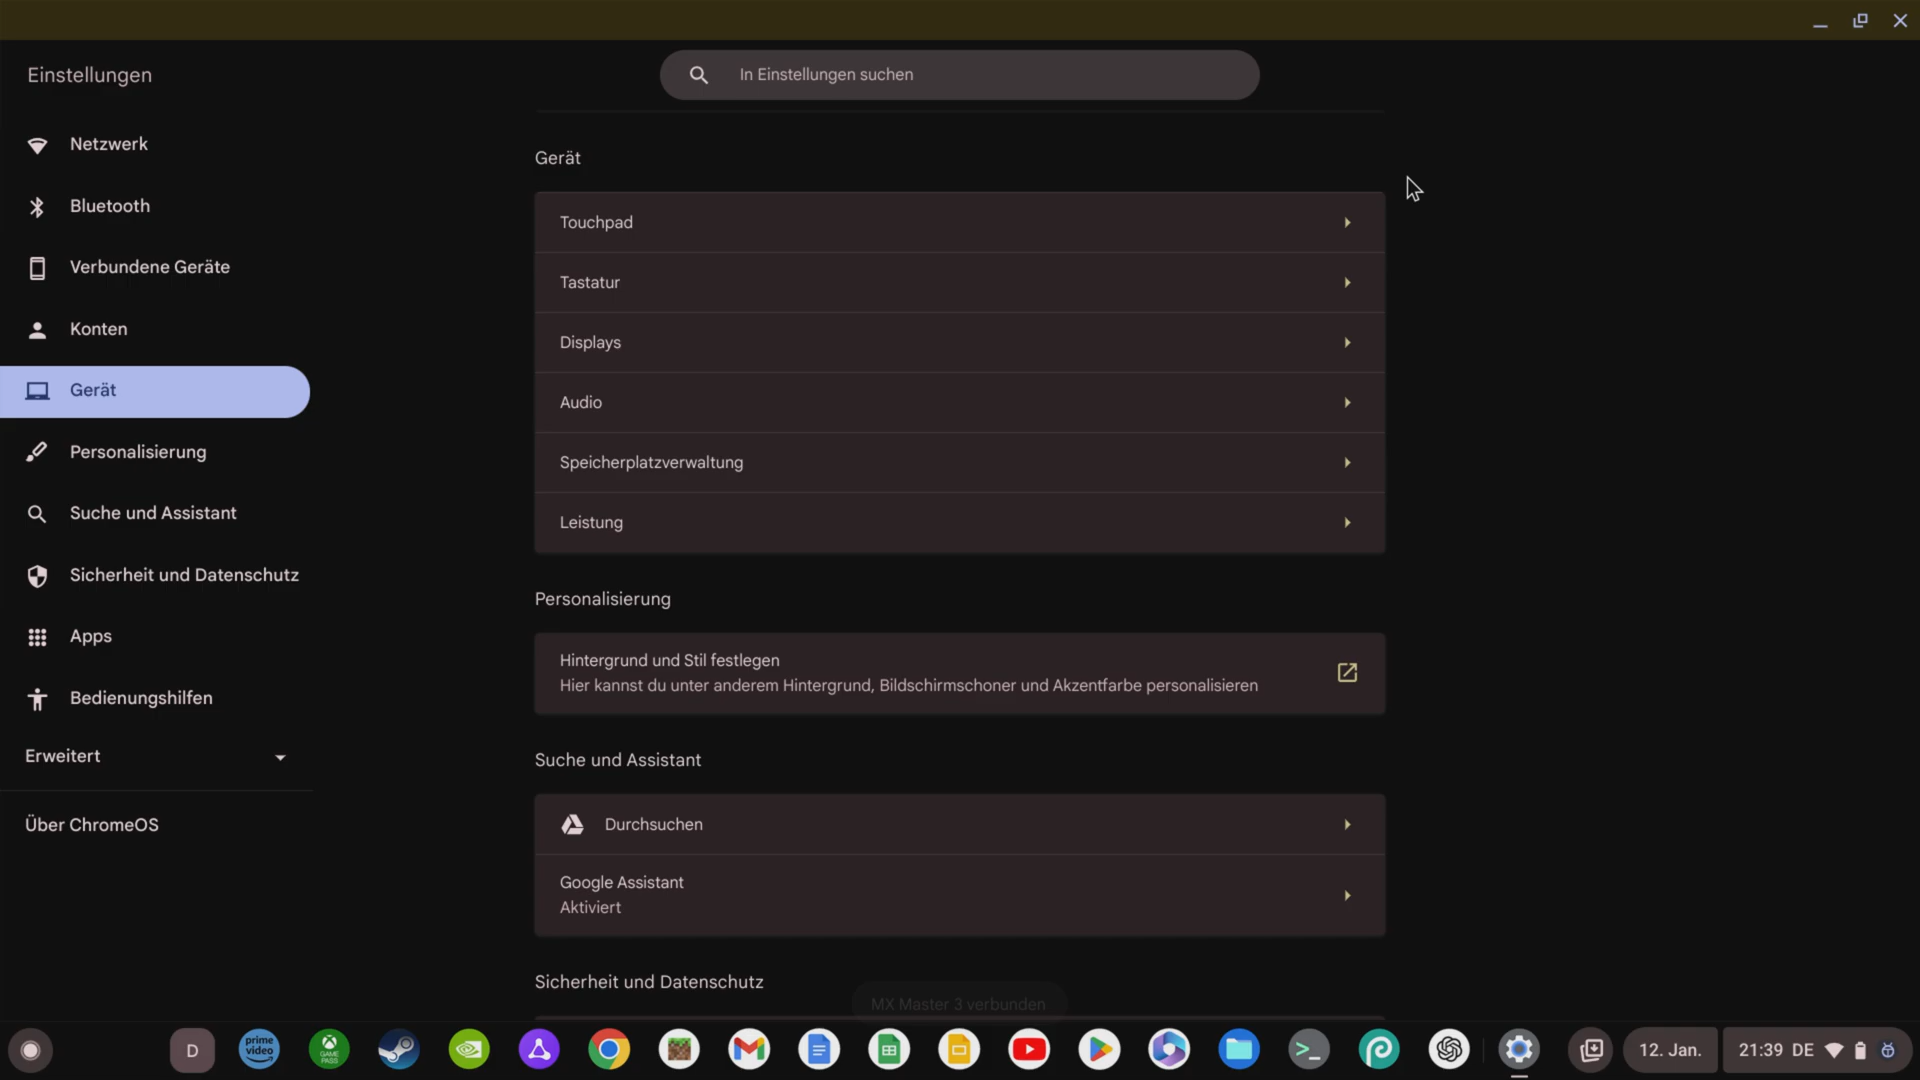 Einstellungen
In Einstellungen suchen
Netzwerk
Bluetooth
Verbundene Geräte
Konten
Gerät
Personalisierung
Suche und Assistant
Sicherheit und Datenschutz
Apps
Bedienungshilfen
Erweitert
Über ChromeOS
Gerät
Touchpad
Tastatur
Displays
Audio
Speicherplatzverwaltung
Leistung
Personalisierung
Hintergrund und Stil festlegen
Hier kannst du unter anderem Hintergrund, Bildschirmschoner und Akzentfarbe personalisieren
Suche und Assistant
Durchsuchen
Google Assistant
Aktiviert
Sicherheit und Datenschutz
MX Master 3 verbunden
D
prime video
GAME PASS
12. Jan.
21:39 DE